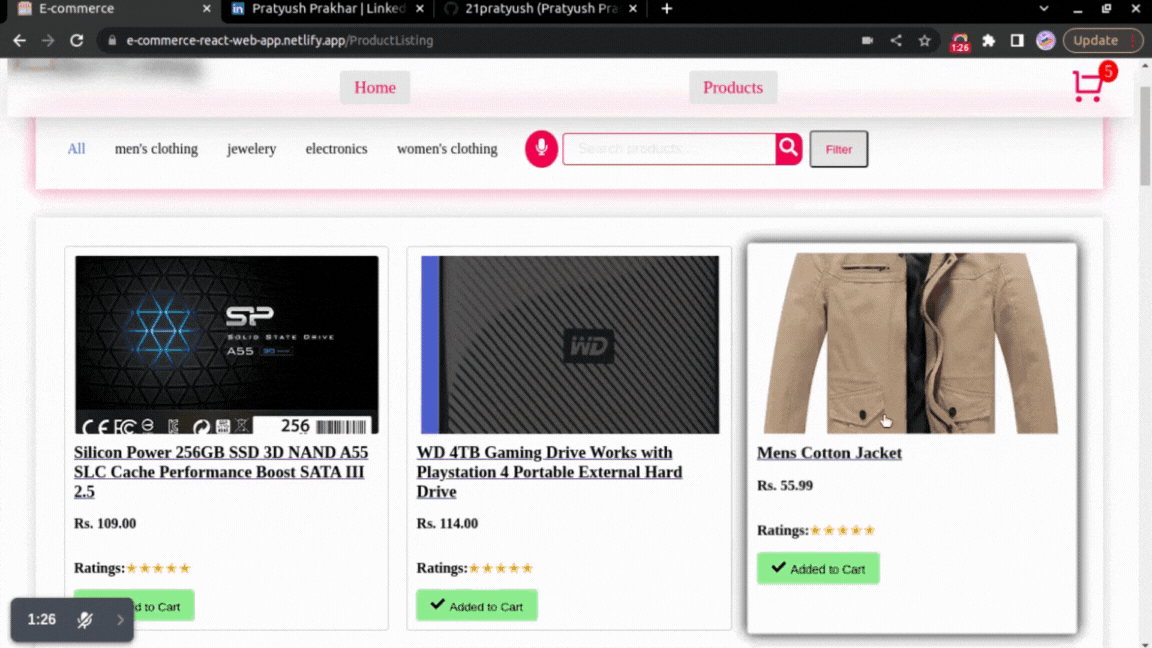 E-commerce
Pratyush Prakhar | Linked
21pratyush (Pratyush Pra
e-commerce-react-web-app.netlify.app/ProductListing
1:26
Update
Home
Products
5
All
men's clothing
jewelery
electronics
women's clothing
Search products...
Filter
SP
SOLID STATE DRIVE
A55
256
WD
Silicon Power 256GB SSD 3D NAND A55
SLC Cache Performance Boost SATA III
2.5
Rs. 109.00
Ratings:
d to Cart
WD 4TB Gaming Drive Works with
Playstation 4 Portable External Hard
Drive
Rs. 114.00
Ratings:
Added to Cart
Mens Cotton Jacket
Rs. 55.99
Ratings:
Added to Cart
1:26